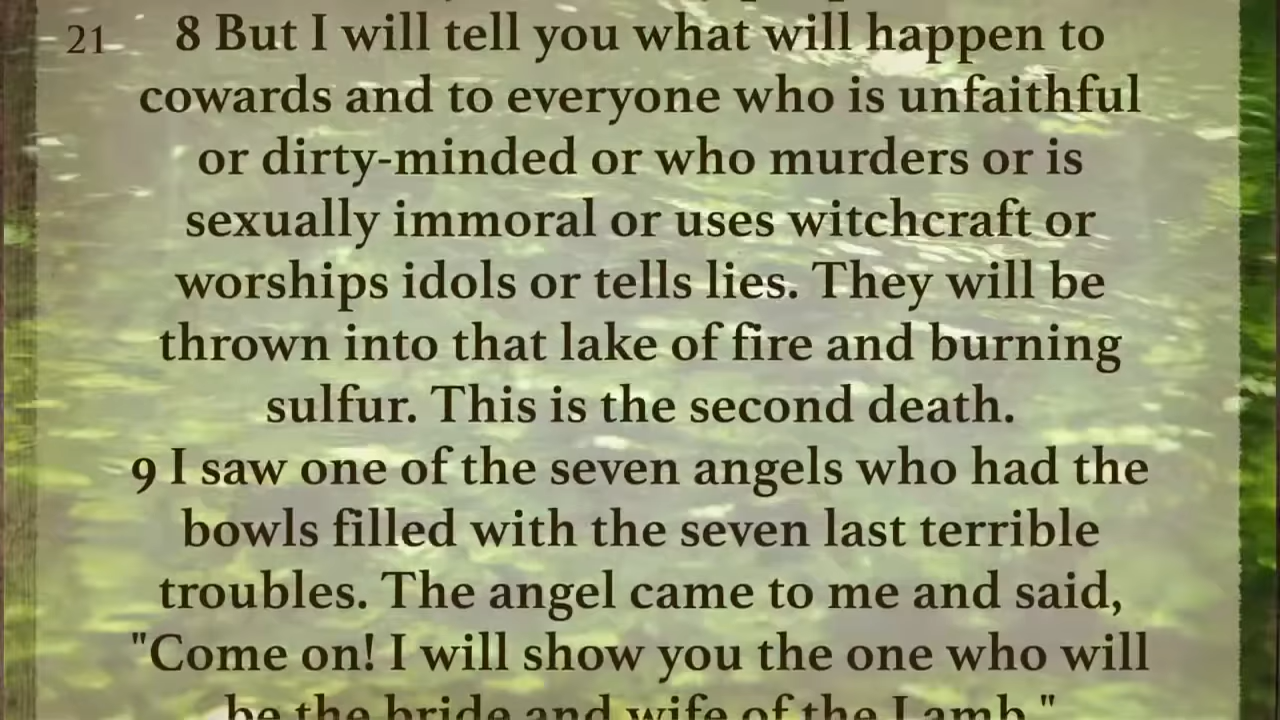 21 8 But I will tell you what will happen to
cowards and to everyone who is unfaithful
or dirty-minded or who murders or is
sexually immoral or uses witchcraft or
worships idols or tells lies. They will be
thrown into that lake of fire and burning
sulfur. This is the second death.
9 I saw one of the seven angels who had the
bowls filled with the seven last terrible
troubles. The angel came to me and said,
"Come on! I will show you the one who will
be the bride and wife of the Lamb."